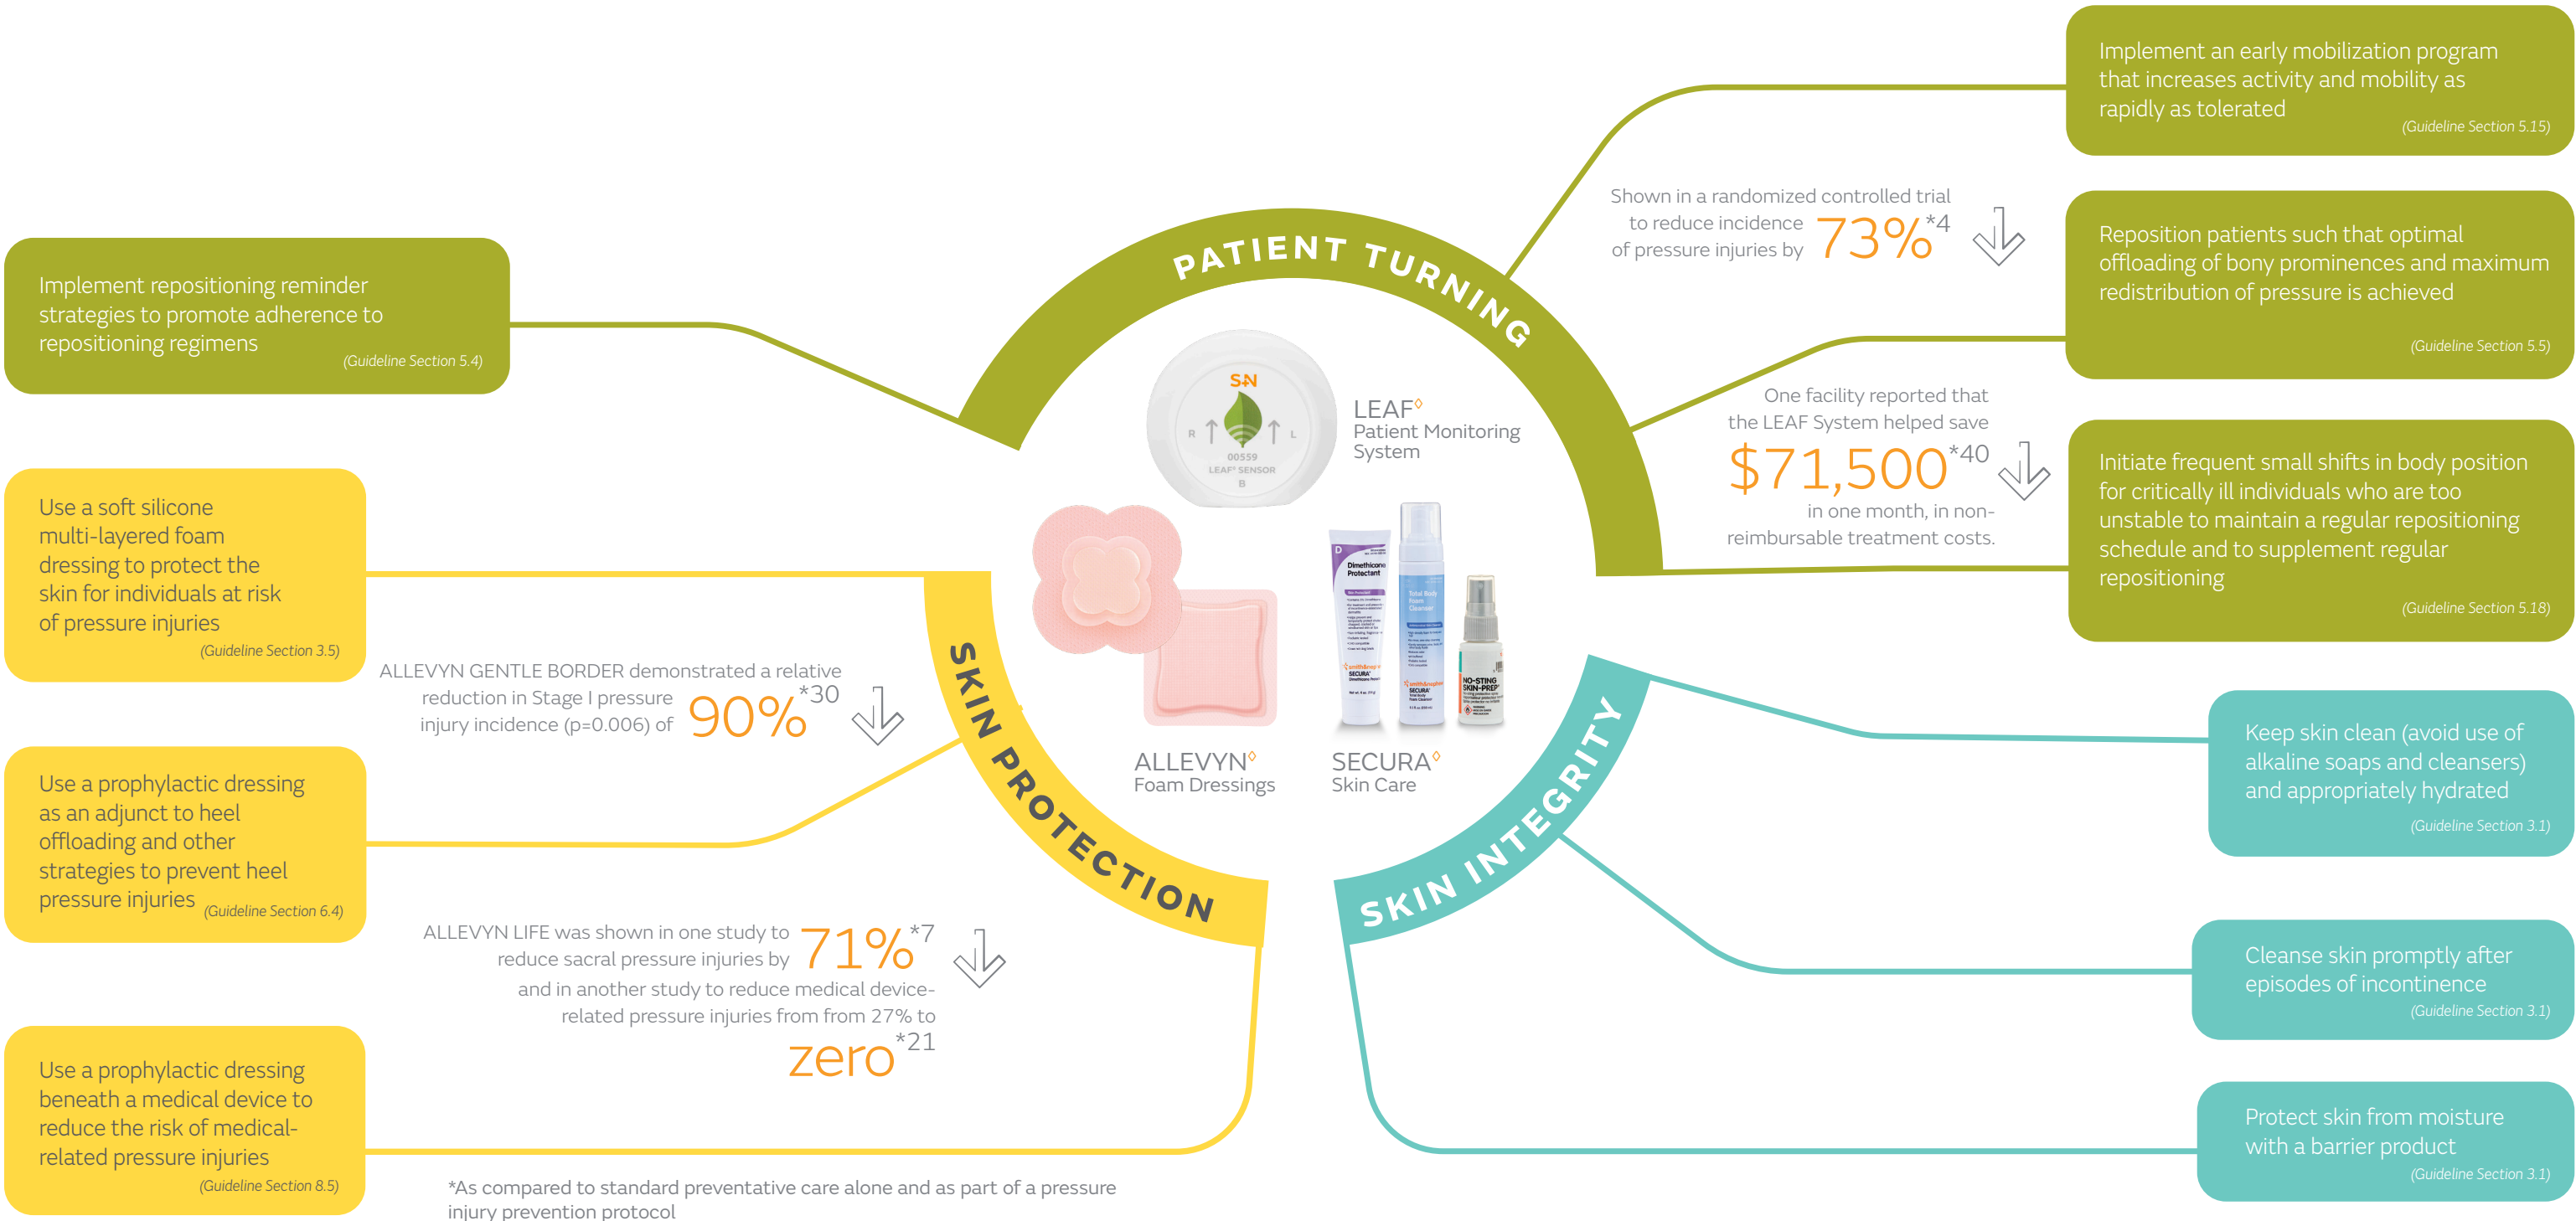 Implement an early mobilization program
that increases activity and mobility as
rapidly as tolerated
(Guideline Section 5.15)
Shown in a randomized controlled trial
to reduce incidence
of pressure injuries by
73%*4
Reposition patients such that optimal
offloading of bony prominences and maximum
redistribution of pressure is achieved
(Guideline Section 5.5)
PATIENT TURNING
Implement repositioning reminder
strategies to promote adherence to
repositioning regimens
(Guideline Section 5.4)
One facility reported that
the LEAF System helped save
$71,500*40
in one month, in non-
reimbursable treatment costs.
Initiate frequent small shifts in body position
for critically ill individuals who are too
unstable to maintain a regular repositioning
schedule and to supplement regular
repositioning
(Guideline Section 5.18)
S+N
R
L
00559
LEAF◊ SENSOR
B
LEAF◊
Patient Monitoring
System
Use a soft silicone
multi-layered foam
dressing to protect the
skin for individuals at risk
of pressure injuries
(Guideline Section 3.5)
ALLEVYN GENTLE BORDER demonstrated a relative
reduction in Stage I pressure
injury incidence (p=0.006) of
90%*30
SKIN PROTECTION
D
Dimethicone
Protectant
SECURA
Total Body
Foam
Cleanser
SECURA
NO-STING
SKIN-PREP
ALLEVYN◊
Foam Dressings
SECURA◊
Skin Care
SKIN INTEGRITY
Keep skin clean (avoid use of
alkaline soaps and cleansers)
and appropriately hydrated
(Guideline Section 3.1)
Use a prophylactic dressing
as an adjunct to heel
offloading and other
strategies to prevent heel
pressure injuries
(Guideline Section 6.4)
ALLEVYN LIFE was shown in one study to
reduce sacral pressure injuries by
71%*7
and in another study to reduce medical device-
related pressure injuries from from 27% to
zero*21
Cleanse skin promptly after
episodes of incontinence
(Guideline Section 3.1)
Use a prophylactic dressing
beneath a medical device to
reduce the risk of medical-
related pressure injuries
(Guideline Section 8.5)
Protect skin from moisture
with a barrier product
(Guideline Section 3.1)
*As compared to standard preventative care alone and as part of a pressure
injury prevention protocol